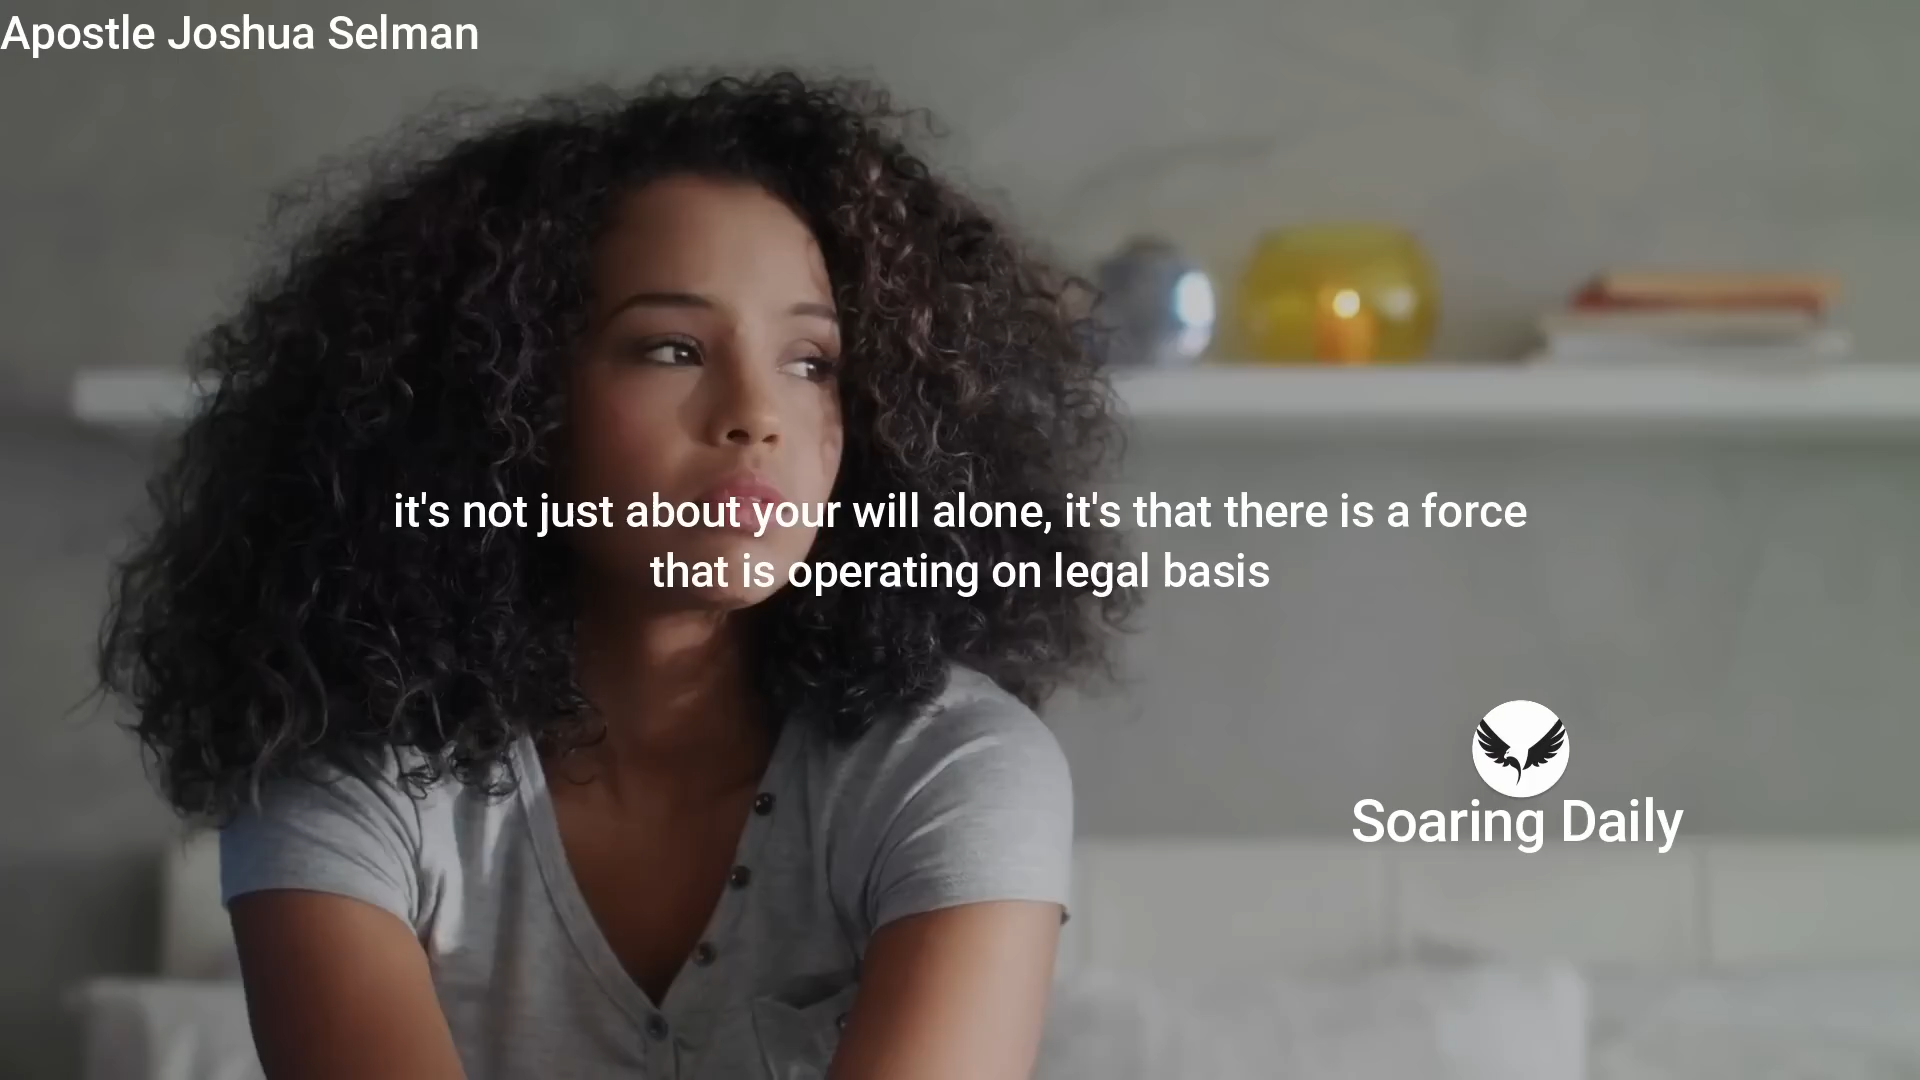 Apostle Joshua Selman
it's not just about your will alone, it's that there is a force
that is operating on legal basis
Soaring Daily